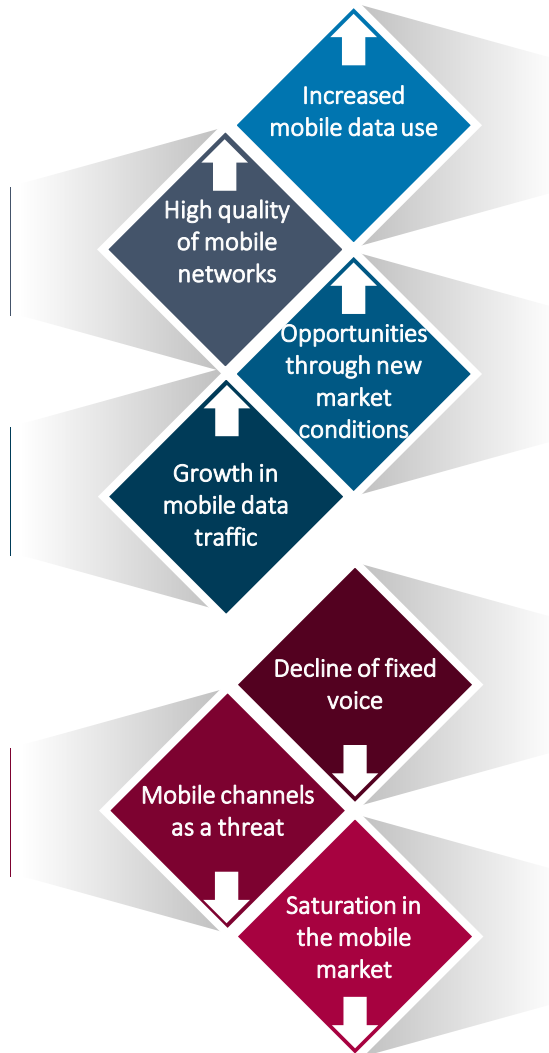 Increased
mobile data use
High quality
of mobile
networks
Opportunities
through new
market
conditions
Growth in
mobile data
traffic
Decline of fixed
voice
Mobile channels
as a threat
Saturation in
the mobile
market